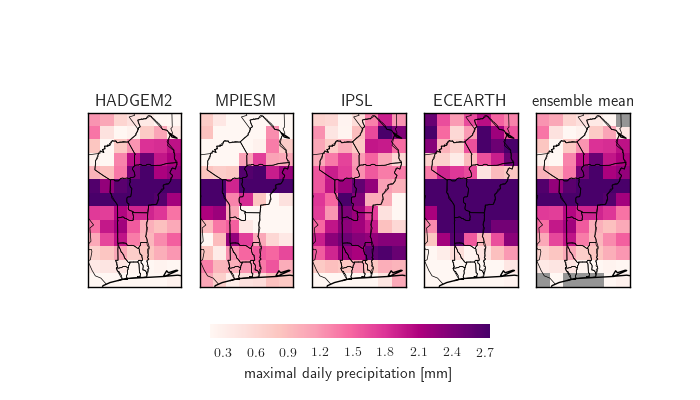 HADGEM2 MPIESM IPSL ECEARTH ensemble mean
0.3 0.6 0.9 1.2 1.5 1.8 2.1 2.4 2.7
maximal daily precipitation [mm]